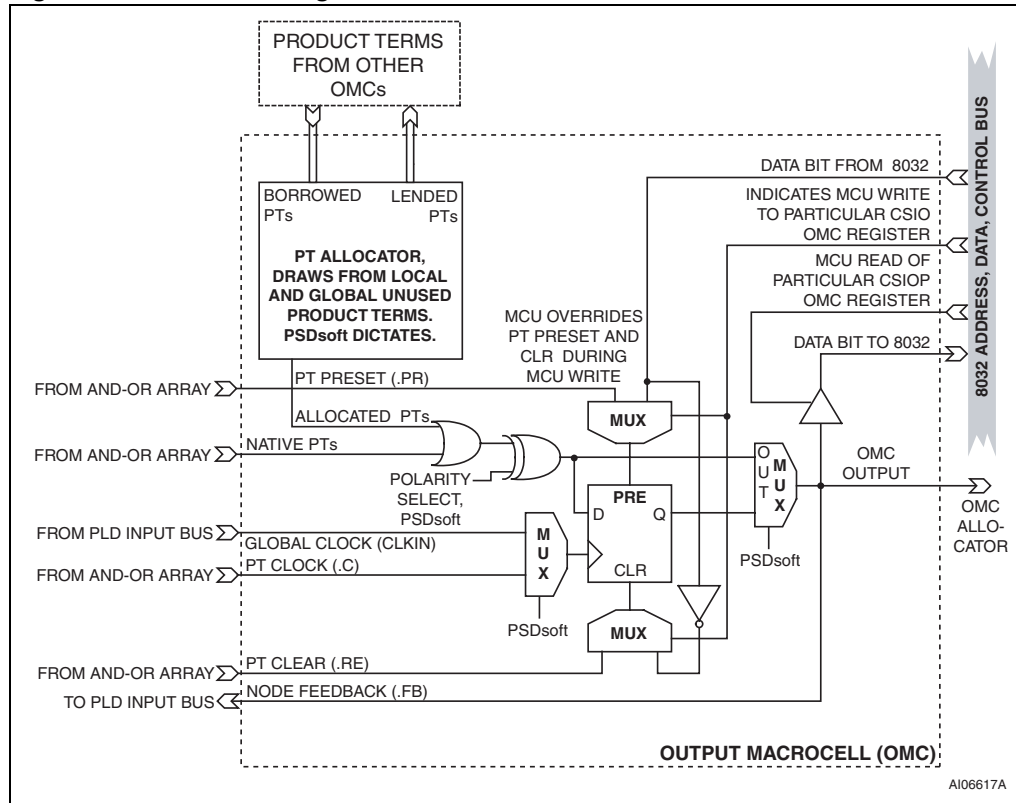 PRODUCT TERMS
FROM OTHER
OMCs
BORROWED
PTs
LENDED
PTs
PT ALLOCATOR,
DRAWS FROM LOCAL
AND GLOBAL UNUSED
PRODUCT TERMS.
PSDsoft DICTATES.
DATA BIT FROM 8032
INDICATES MCU WRITE
TO PARTICULAR CSIO
OMC REGISTER
MCU READ OF
PARTICULAR CSIOP
OMC REGISTER
DATA BIT TO 8032
8032 ADDRESS, DATA, CONTROL BUS
MCU OVERRIDES
PT PRESET AND
CLR DURING
MCU WRITE
FROM AND-OR ARRAY
PT PRESET (.PR)
MUX
ALLOCATED PTs
FROM AND-OR ARRAY
NATIVE PTs
POLARITY
SELECT,
PSDsoft
PRE
D
Q
CLR
OUT
MUX
PSDsoft
OMC
OUTPUT
OMC
ALLO-
CATOR
FROM PLD INPUT BUS
GLOBAL CLOCK (CLKIN)
FROM AND-OR ARRAY
PT CLOCK (.C)
MUX
PSDsoft
MUX
FROM AND-OR ARRAY
PT CLEAR (.RE)
TO PLD INPUT BUS
NODE FEEDBACK (.FB)
OUTPUT MACROCELL (OMC)
AI06617A